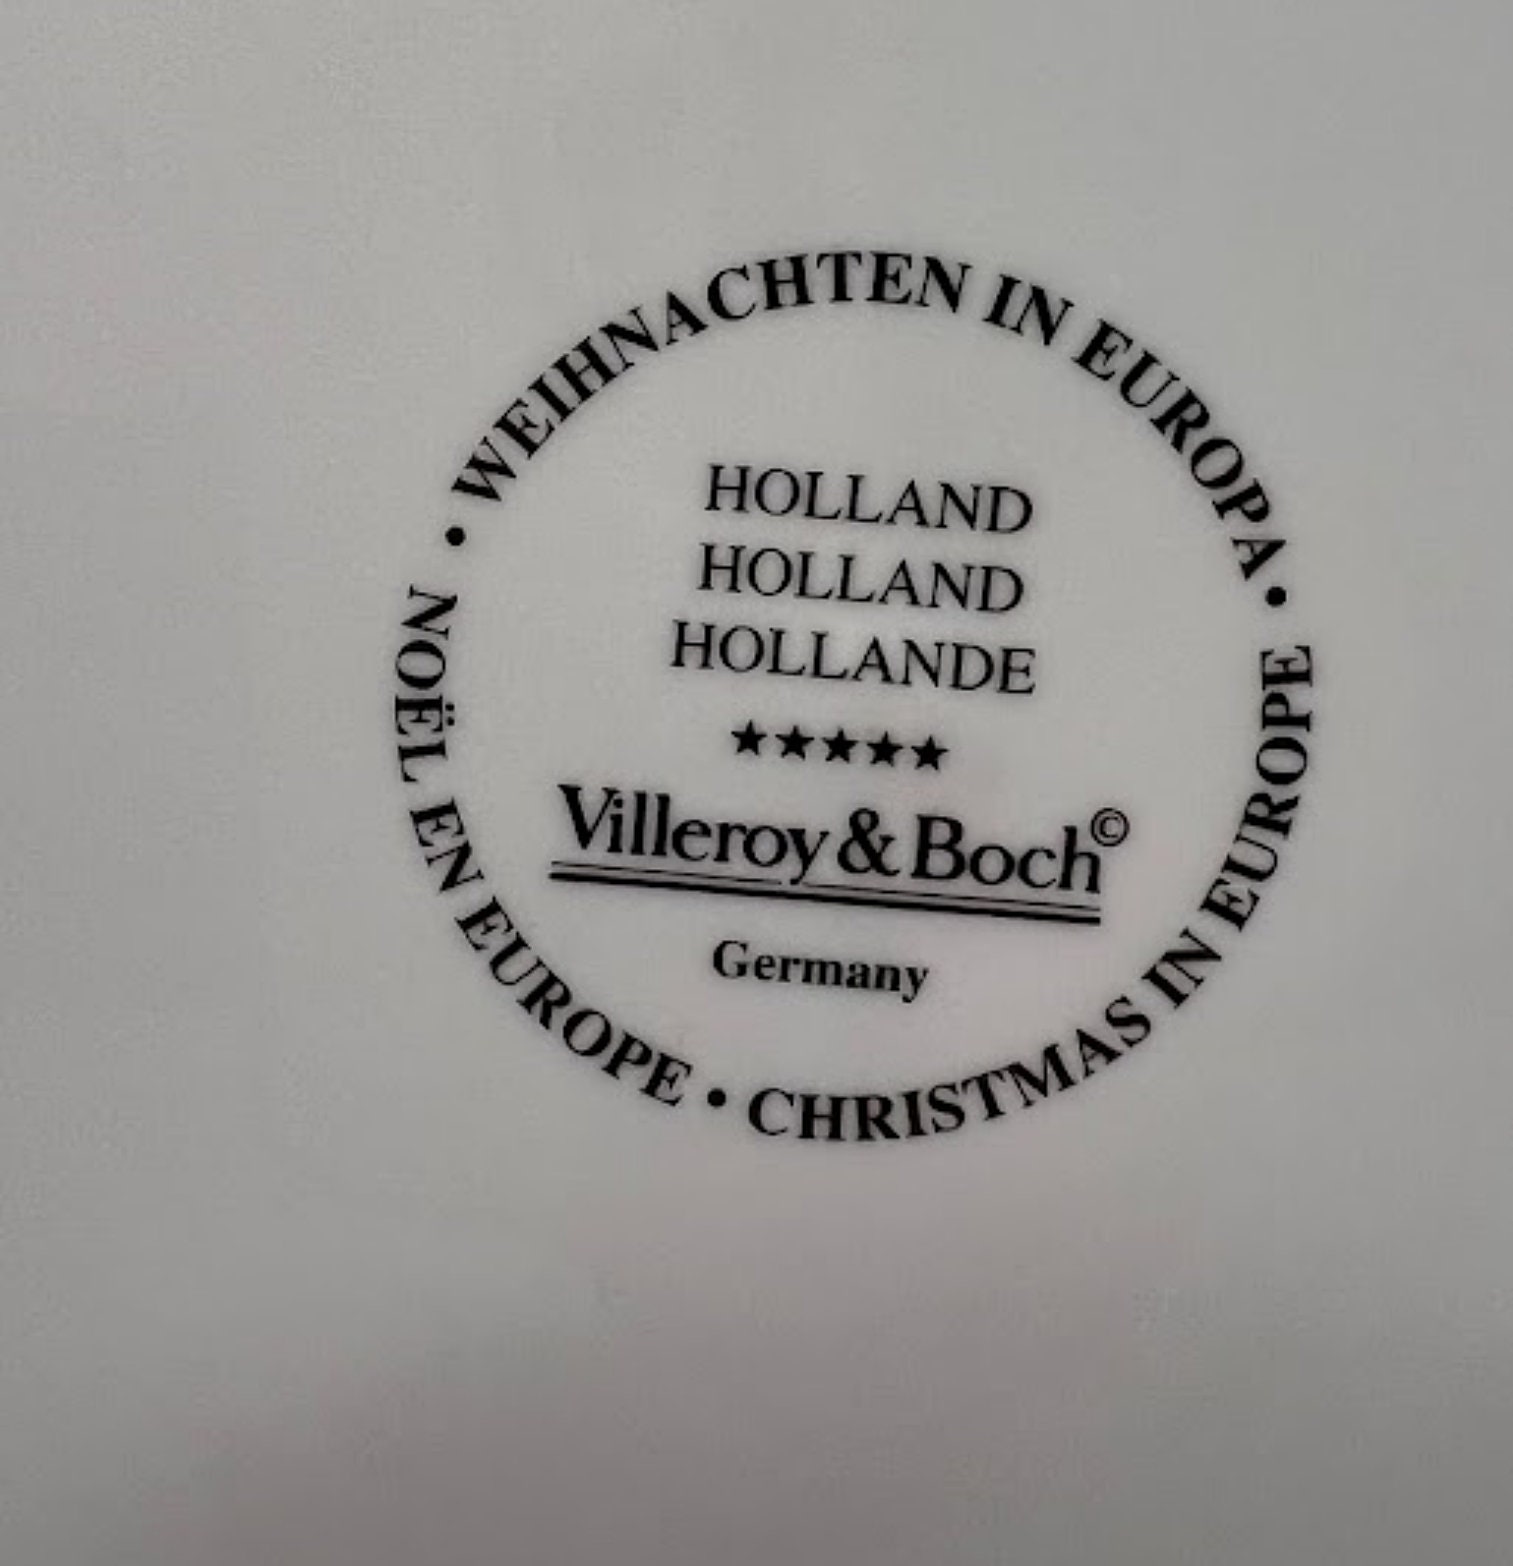 • WEIHNACHTEN IN EUROPA •
HOLLAND
HOLLAND
HOLLANDE
★★★★★
Villeroy & Boch©
Germany
NOËL EN EUROPE • CHRISTMAS IN EUROPE